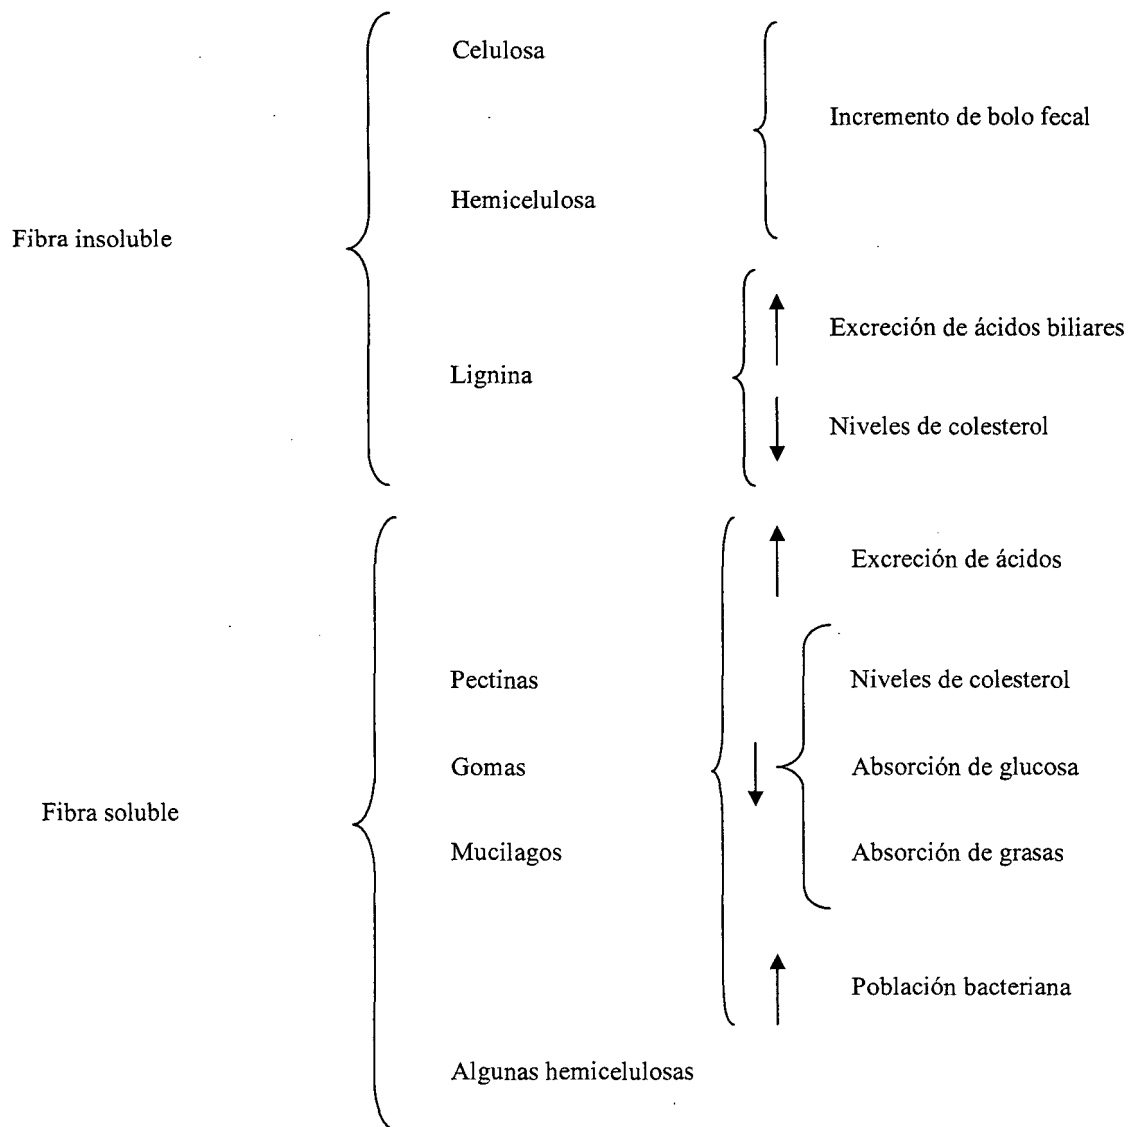 Fibra insoluble
Celulosa
Hemicelulosa
Lignina
Incremento de bolo fecal
Excreción de ácidos biliares
Niveles de colesterol
Fibra soluble
Pectinas
Gomas
Mucilagos
Algunas hemicelulosas
Excreción de ácidos
Niveles de colesterol
Absorción de glucosa
Absorción de grasas
Población bacteriana